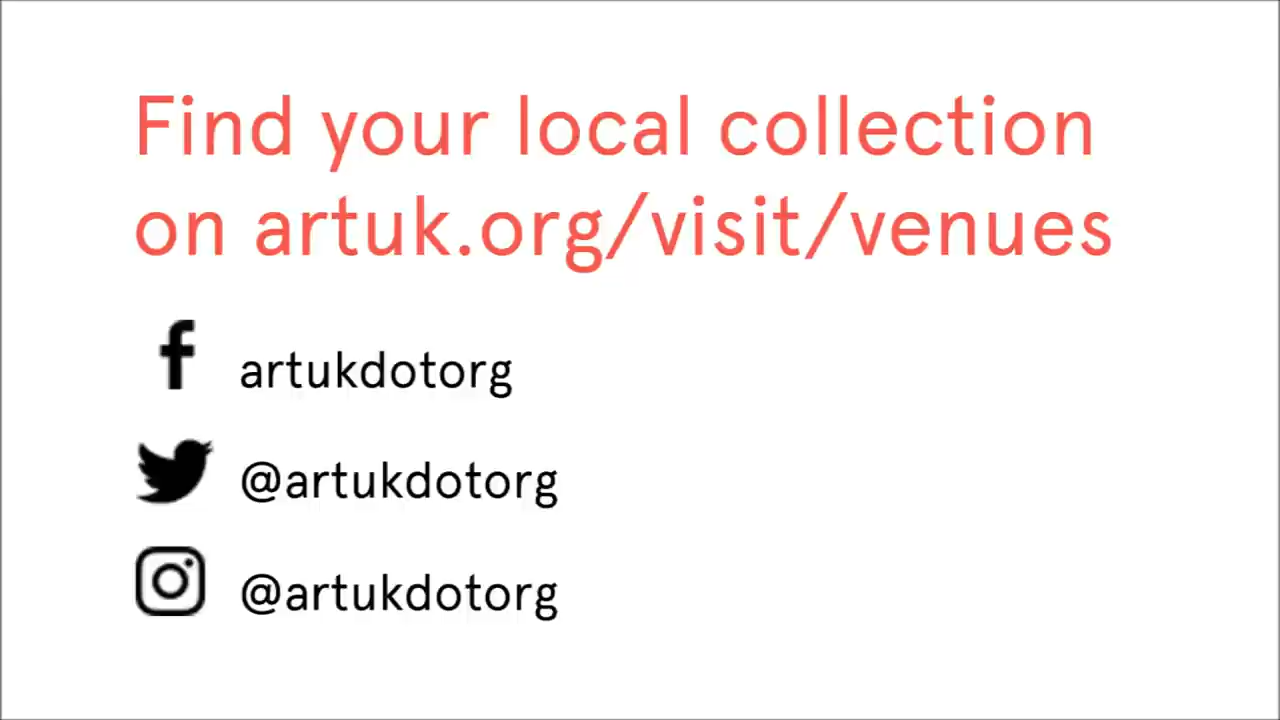 Find your local collection
on artuk.org/visit/venues
artukdotorg
@artukdotorg
@artukdotorg